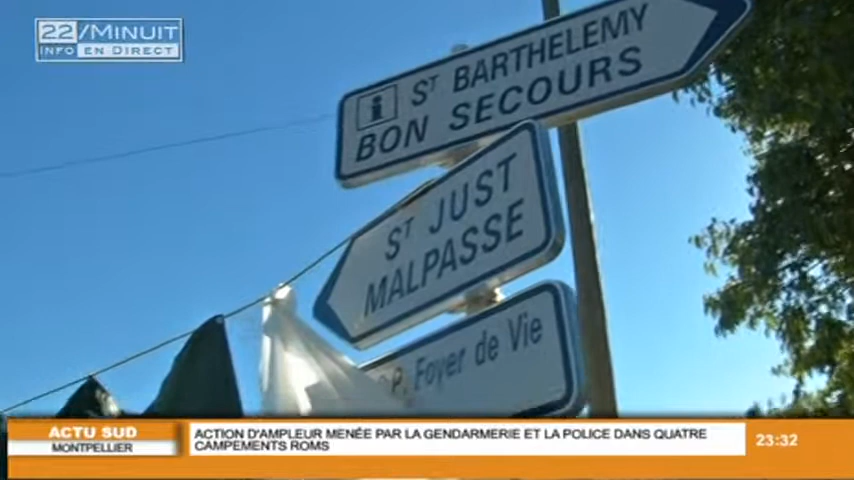 22/MINUIT
INFO EN DIRECT
ST BARTHELEMY
i BON SECOURS
ST JUST
MALPASSE
P. Foyer de Vie
ACTU SUD
MONTPELLIER
ACTION D'AMPLEUR MENÉE PAR LA GENDARMERIE ET LA POLICE DANS QUATRE
CAMPEMENTS ROMS
23:32